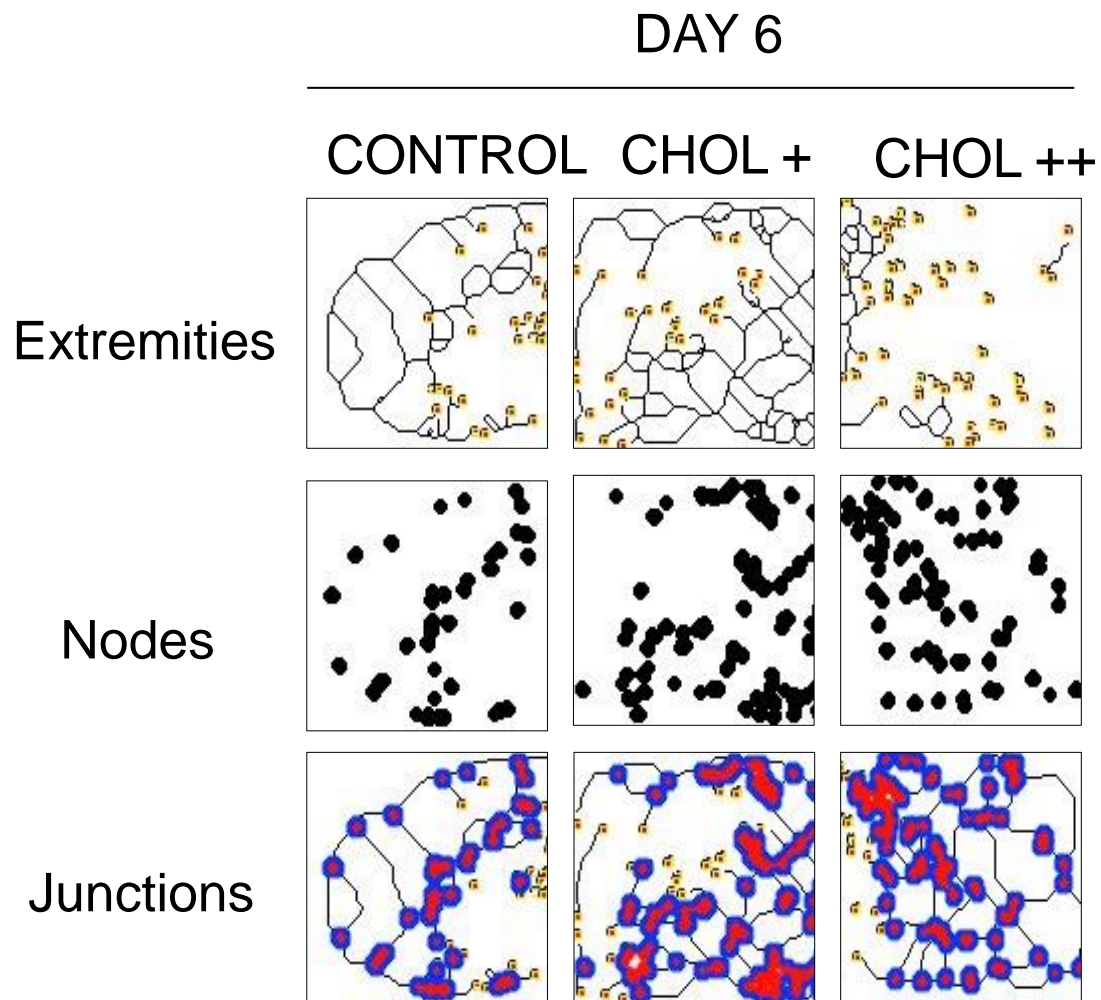 DAY 6
CONTROL CHOL + CHOL ++
Extremities
Nodes
Junctions